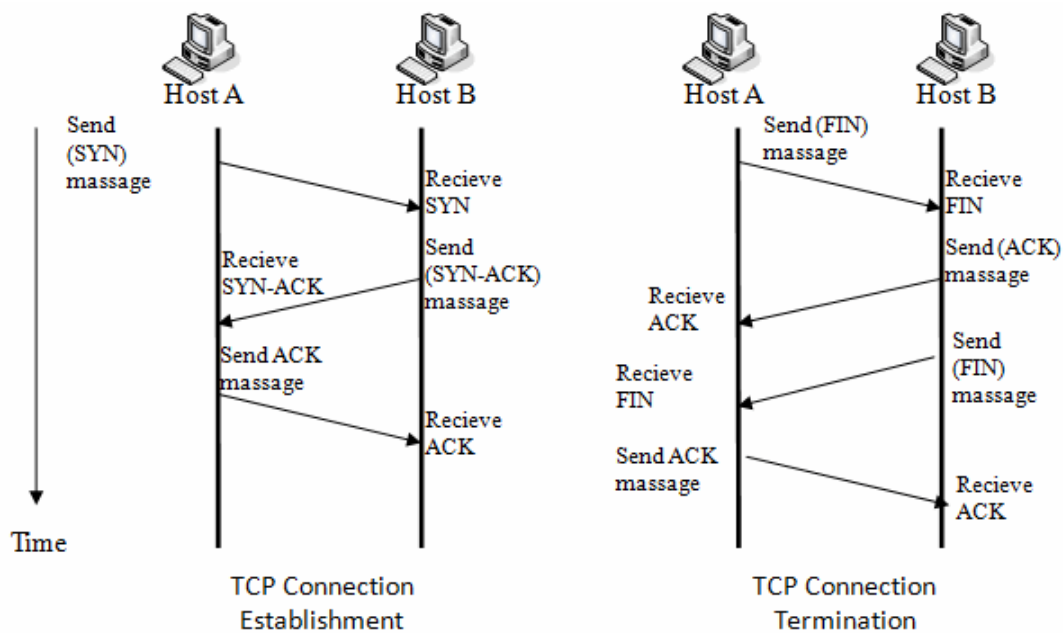 Host A
Host B
Send
(SYN)
massage
Recieve
SYN
Send
(SYN-ACK)
massage
Recieve
SYN-ACK
Send ACK
massage
Recieve
ACK
Time
TCP Connection
Establishment
Host A
Host B
Send (FIN)
massage
Recieve
FIN
Send (ACK)
massage
Recieve
ACK
Send
(FIN)
massage
Recieve
FIN
Send ACK
massage
Recieve
ACK
TCP Connection
Termination